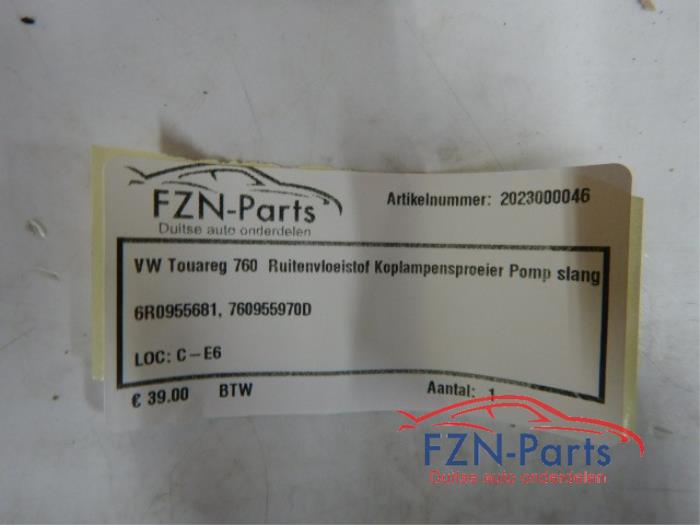 FZN-Parts
Duitse auto onderdelen
Artikelnummer: 2023000046
VW Touareg 760 Ruitenvloeistof Koplampensproeier Pomp slang
6R0955681, 760955970D
LOC: C-E6
€ 39.00 BTW Aantal: 1
FZN-Parts
Duitse auto onderdelen